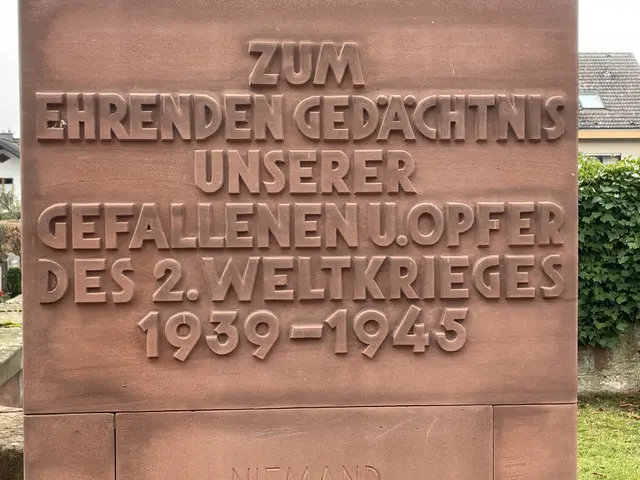 ZUM
EHRENDEN GEDÄCHTNIS
UNSERER
GEFALLENEN U. OPFER
DES 2. WELTKRIEGES
1939-1945
NIEMAND